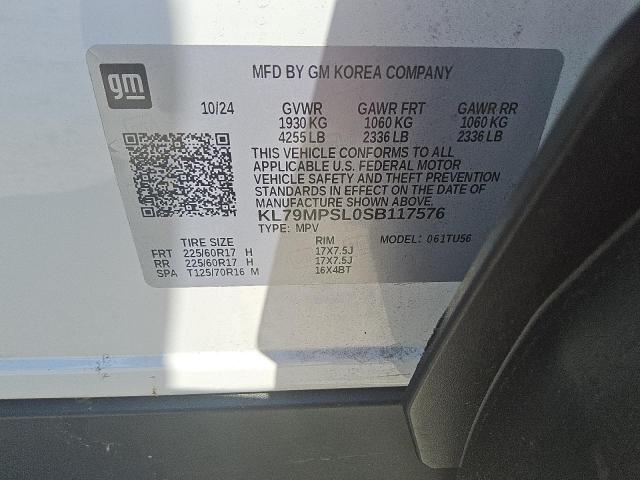 gm
MFD BY GM KOREA COMPANY
10/24 GVWR GAWR FRT GAWR RR
1930 KG 1060 KG 1060 KG
4255 LB 2336 LB 2336 LB
THIS VEHICLE CONFORMS TO ALL
APPLICABLE U.S. FEDERAL MOTOR
VEHICLE SAFETY AND THEFT PREVENTION
STANDARDS IN EFFECT ON THE DATE OF
MANUFACTURE SHOWN ABOVE.
KL79MPSL0SB117576
TYPE: MPV MODEL: 061TU56
TIRE SIZE RIM
FRT 225/60R17 H 17X7.5J
RR 225/60R17 H 17X7.5J
SPA T125/70R16 M 16X4BT